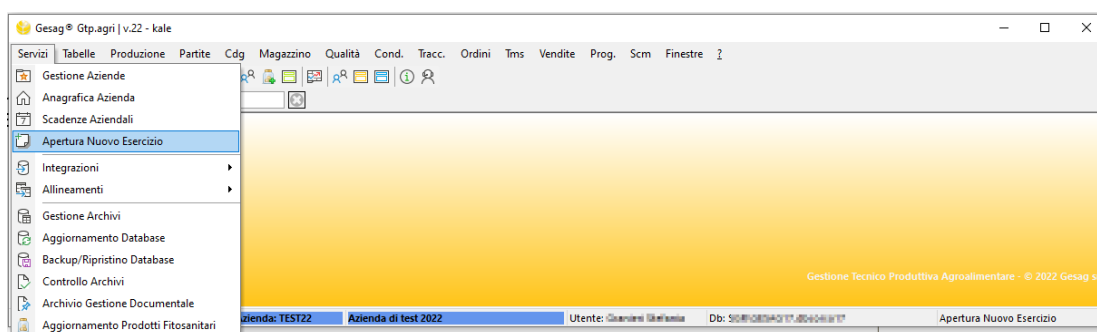 Gesag® Gtp.agri | v.22 - kale
Servizi Tabelle Produzione Partite Cdg Magazzino Qualità Cond. Tracc. Ordini Tms Vendite Prog. Scm Finestre ?
Gestione Aziende
Anagrafica Azienda
Scadenze Aziendali
Apertura Nuovo Esercizio
Integrazioni
Allineamenti
Gestione Archivi
Aggiornamento Database
Backup/Ripristino Database
Controllo Archivi
Archivio Gestione Documentale
Aggiornamento Prodotti Fitosanitari
Gestione Tecnico Produttiva Agroalimentare - © 2022 Gesag s
Azienda: TEST22 Azienda di test 2022 Utente: Db: Apertura Nuovo Esercizio